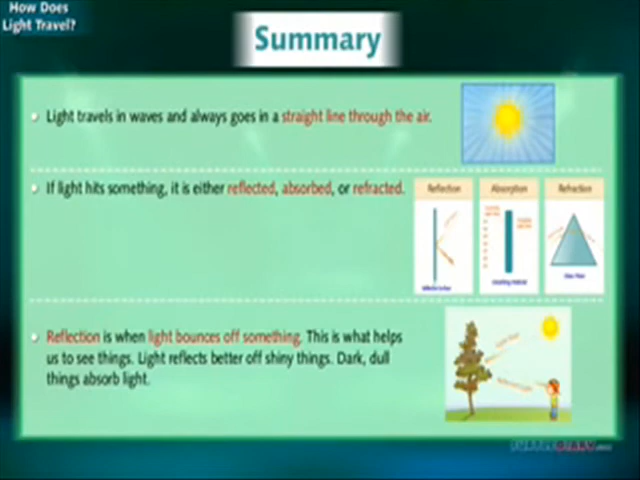 How Does
Light Travel?
Summary
Light travels in waves and always goes in a straight line through the air.
If light hits something, it is either reflected, absorbed, or refracted.
Reflection
Absorption
Refraction
Reflection is when light bounces off something. This is what helps
us to see things. Light reflects better off shiny things. Dark, dull
things absorb light.